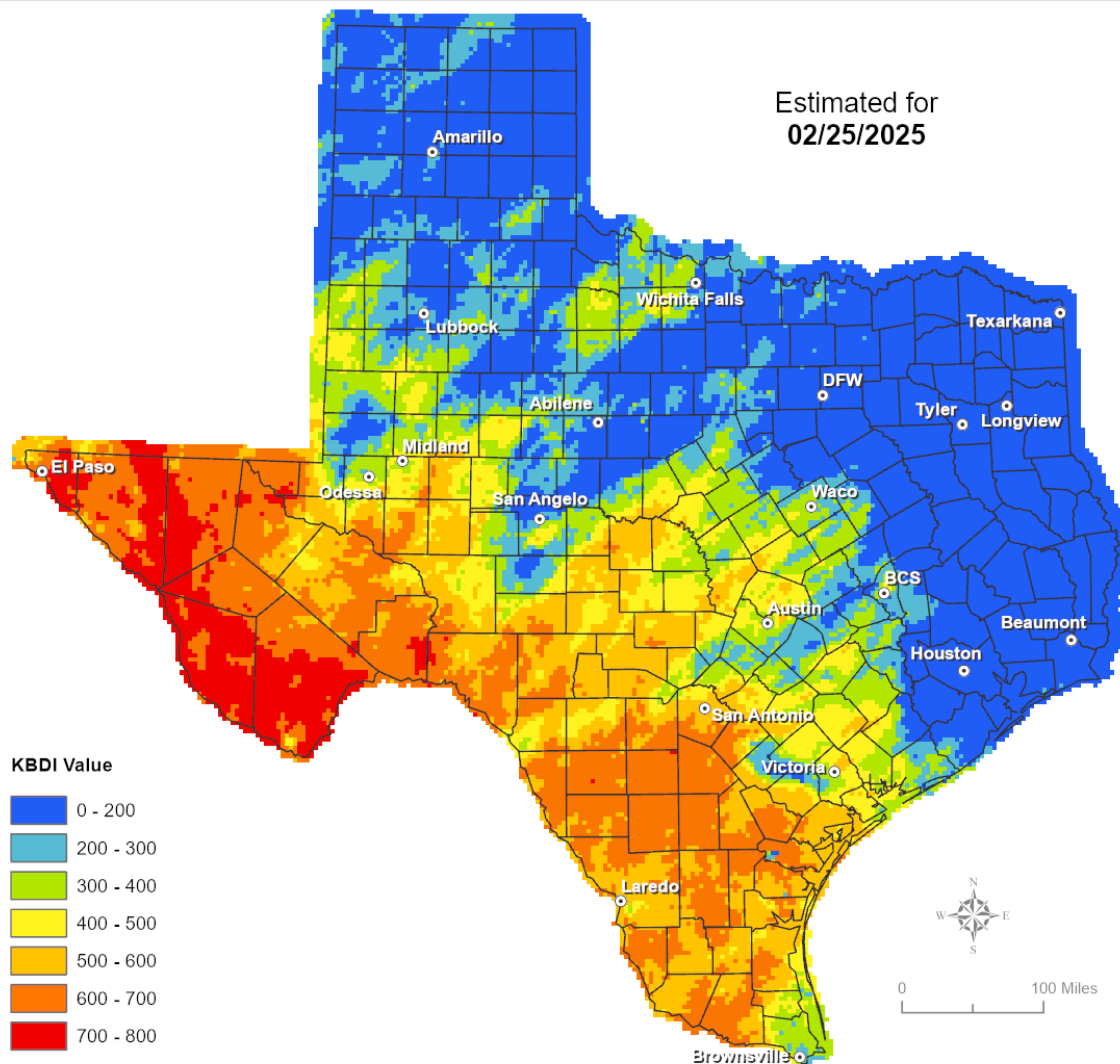 Estimated for
02/25/2025
Amarillo
Wichita Falls
Lubbock
Texarkana
DFW
Abilene
Tyler
Longview
Midland
El Paso
Odessa
San Angelo
Waco
BCS
Austin
Beaumont
Houston
San Antonio
Victoria
Laredo
Brownsville
KBDI Value
0 - 200
200 - 300
300 - 400
400 - 500
500 - 600
600 - 700
700 - 800
N
W E
S
0 100 Miles